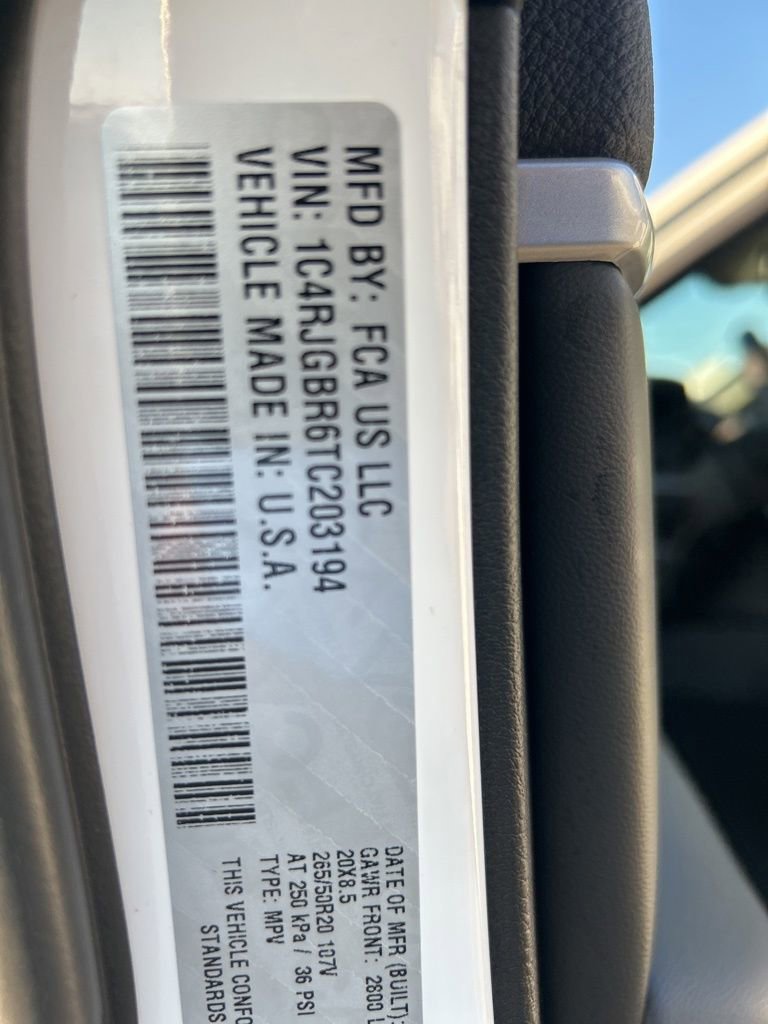 MFD BY: FCA US LLC
VIN: 1C4RJGBR6TC203194
VEHICLE MADE IN: U.S.A.
DATE OF MFR (BUILT):
GAWR FRONT: 2800 L
20X8.5
265/50R20 107V
AT 250 kPa / 36 PSI
TYPE: MPV
THIS VEHICLE CONFO
STANDARDS